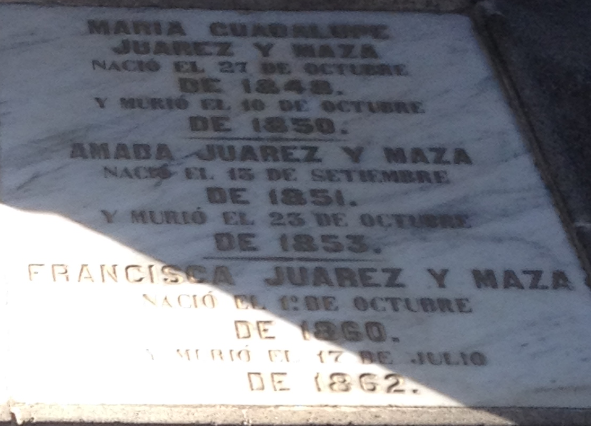 MARIA GUADALUPE
JUAREZ Y MAZA
NACIÓ EL 27 DE OCTUBRE
DE 1848.
Y MURIÓ EL 10 DE OCTUBRE
DE 1850.
AMADA JUAREZ Y MAZA
NACIÓ EL 13 DE SETIEMBRE
DE 1851.
Y MURIÓ EL 23 DE OCTUBRE
DE 1853.
FRANCISCA JUAREZ Y MAZA
NACIÓ EL 1º DE OCTUBRE
DE 1860.
Y MURIÓ EL 17 DE JULIO
DE 1862.